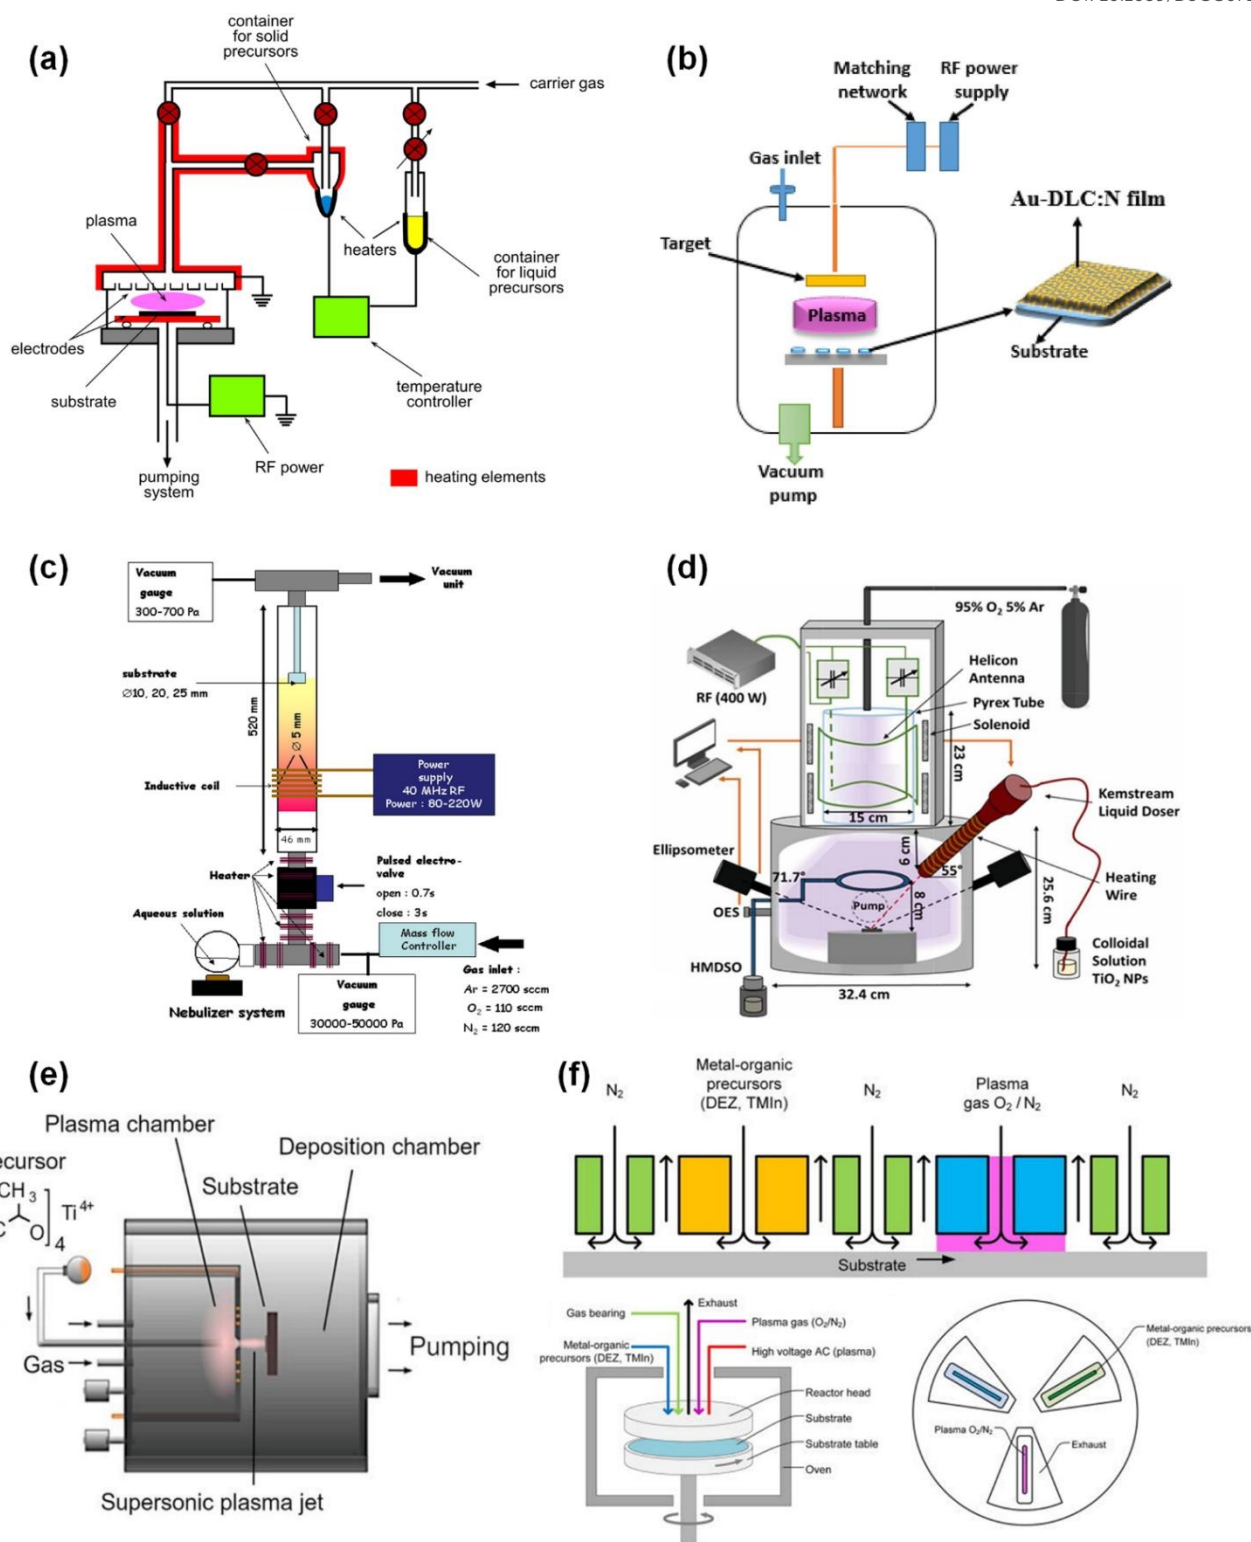 (a)
container
for solid
precursors
carrier gas
plasma
heaters
container
for liquid
precursors
electrodes
substrate
temperature
controller
RF power
pumping
system
heating elements
(b)
Matching
network
RF power
supply
Gas inlet
Au-DLC:N film
Target
Plasma
Substrate
Vacuum
pump
(c)
Vacuum
gauge
300-700 Pa
Vacuum
unit
substrate
∅10, 20, 25 mm
520 mm
∅ 5 mm
Inductive coil
Power
supply
40 MHz RF
Power : 80-220W
46 mm
Heater
Pulsed electro-
valve
open : 0.7s
close : 3s
Aqueous solution
Mass flow
Controller
Nebulizer system
Vacuum
gauge
30000-50000 Pa
Gas inlet :
Ar = 2700 sccm
O₂ = 110 sccm
N₂ = 120 sccm
(d)
95% O₂ 5% Ar
RF (400 W)
Helicon
Antenna
Pyrex Tube
Solenoid
23 cm
15 cm
Kemstream
Liquid Doser
Ellipsometer
71.7°
6 cm
55°
Heating
Wire
OES
Pump
8 cm
25.6 cm
HMDSO
32.4 cm
Colloidal
Solution
TiO₂ NPs
(e)
Plasma chamber
Deposition chamber
ecursor
Substrate
CH₃
Ti⁴⁺
O
4
Gas
Pumping
Supersonic plasma jet
(f)
N₂
Metal-organic
precursors
(DEZ, TMIn)
N₂
Plasma
gas O₂ / N₂
N₂
Substrate
Gas bearing
Exhaust
Plasma gas (O₂/N₂)
Metal-organic
precursors (DEZ, TMIn)
High voltage AC (plasma)
Reactor head
Substrate
Substrate table
Oven
Metal-organic precursors
(DEZ, TMIn)
Plasma O₂/N₂
Exhaust